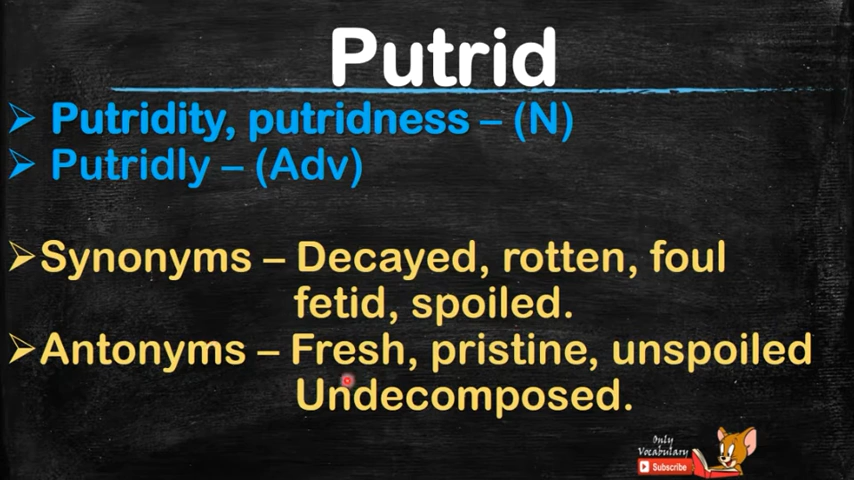 Putrid
➢ Putridity, putridness – (N)
➢ Putridly – (Adv)
➢Synonyms – Decayed, rotten, foul
fetid, spoiled.
➢Antonyms – Fresh, pristine, unspoiled
Undecomposed.
Only
Vocabulary
Subscribe